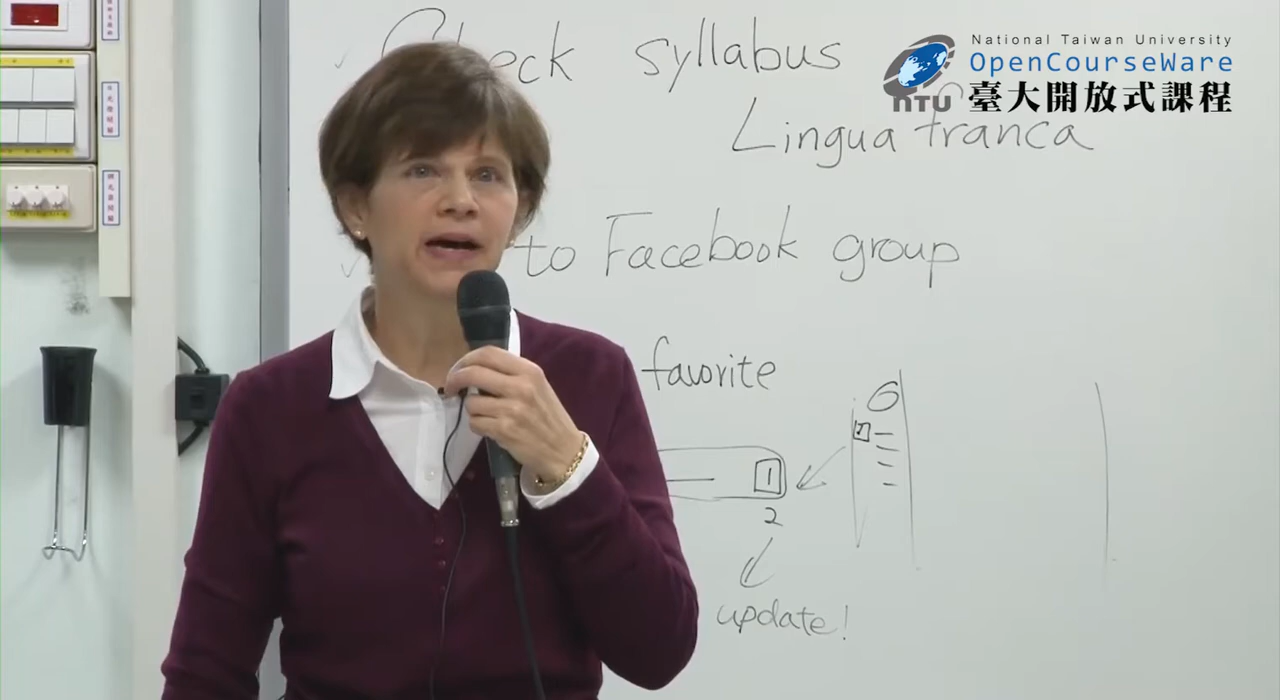 Check syllabus
National Taiwan University
OpenCourseWare
nTU 臺大開放式課程
Lingua franca
to Facebook group
favorite
1
2
update!